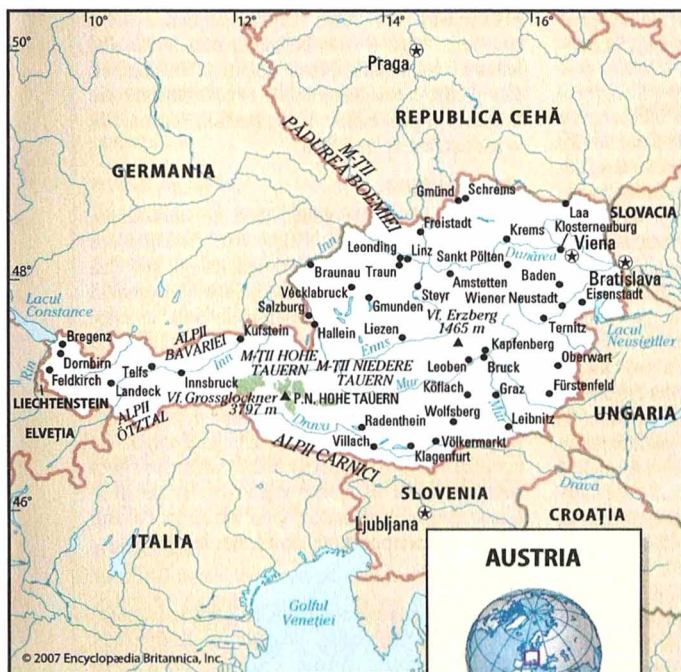 10°
12
14°
16°
50°
Praga
REPUBLICA CEHĂ
M-ȚII
PĂDUREA BOEMIEI
GERMANIA
Gmünd
Schrems
Laa
SLOVACIA
Klosterneuburg
Freistadt
Krems
Viena
Inn
Leonding
Linz
Sankt Pölten
Dunărea
48°
Braunau
Traun
Amstetten
Baden
Bratislava
Lacul
Constance
Vöcklabruck
Steyr
Wiener Neustadt
Eisenstadt
Salzburg
Gmunden
Vf. Erzberg
1465 m
Ternitz
Lacul
Neusiedler
Bregenz
ALPII
BAVARIEI
Kufstein
Hallein
Liezen
Enns
Kapfenberg
Dornbirn
Telfs
Inn
M-ȚII HOHE
TAUERN
M-ȚII NIEDERE
TAUERN
Leoben
Bruck
Oberwart
Feldkirch
Rin
Landeck
Innsbruck
Mur
Köflach
Graz
Fürstenfeld
LIECHTENSTEIN
Vf. Grossglockner
3797 m
P.N. HOHE TAUERN
ELVEȚIA
ALPII
ÖTZTAL
Drava
Radenthein
Wolfsberg
Mur
Leibnitz
UNGARIA
ALPII CARNICI
Villach
Klagenfurt
Völkermarkt
46°
SLOVENIA
Drava
Ljubljana
CROAȚIA
ITALIA
AUSTRIA
Golful
Veneției
© 2007 Encyclopædia Britannica, Inc.